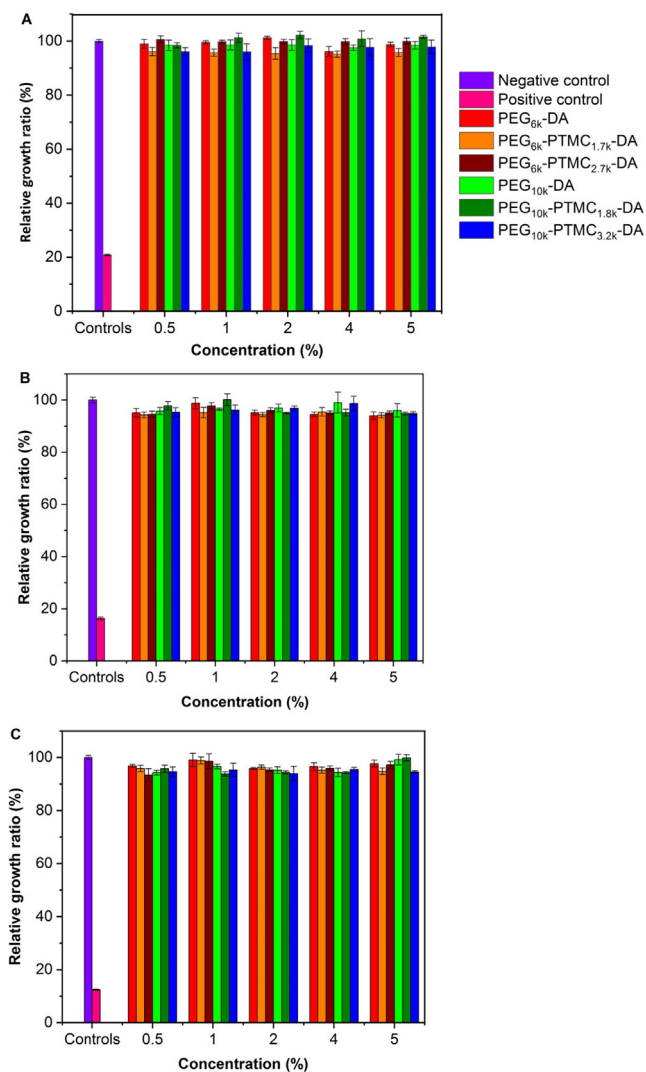 A
120
100
80
60
40
20
0
Relative growth ratio (%)
Controls 0.5 1 2 4 5
Concentration (%)
Negative control
Positive control
PEG6k-DA
PEG6k-PTMC1.7k-DA
PEG6k-PTMC2.7k-DA
PEG10k-DA
PEG10k-PTMC1.8k-DA
PEG10k-PTMC3.2k-DA
B
100
80
60
40
20
0
Relative growth ratio (%)
Controls 0.5 1 2 4 5
Concentration (%)
C
100
80
60
40
20
0
Relative growth ratio (%)
Controls 0.5 1 2 4 5
Concentration (%)